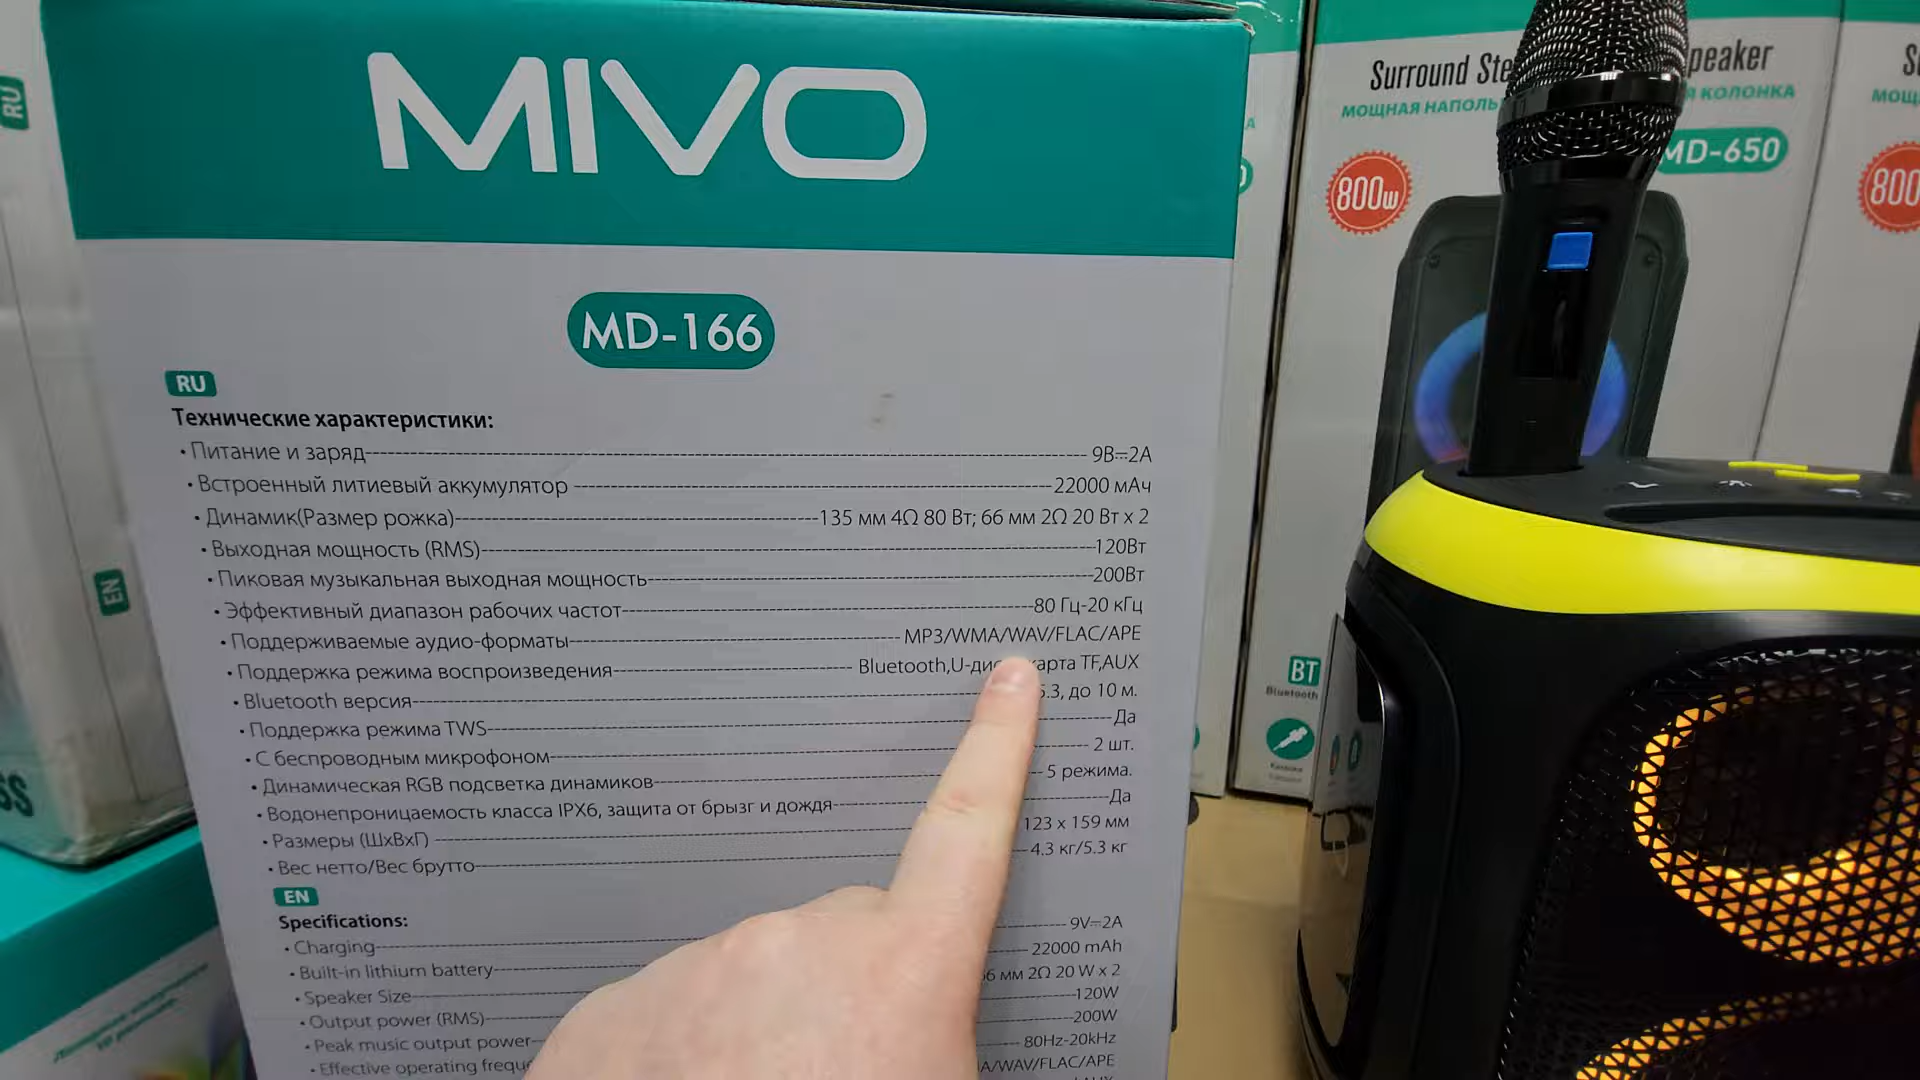 MIVO
MD-166
RU
Технические характеристики:
• Питание и заряд 9В⎓2А
• Встроенный литиевый аккумулятор 22000 мАч
• Динамик(Размер рожка) 135 мм 4Ω 80 Вт; 66 мм 2Ω 20 Вт x 2
• Выходная мощность (RMS) 120Вт
• Пиковая музыкальная выходная мощность 200Вт
• Эффективный диапазон рабочих частот 80 Гц-20 кГц
• Поддерживаемые аудио-форматы MP3/WMA/WAV/FLAC/APE
• Поддержка режима воспроизведения Bluetooth, карта TF,AUX
• Bluetooth версия 5.3, до 10 м.
• Поддержка режима TWS Да
• С беспроводным микрофоном 2 шт.
• Динамическая RGB подсветка динамиков 5 режима.
• Водонепроницаемость класса IPX6, защита от брызг и дождя Да
• Размеры (ШxВxГ) 123 x 159 мм
• Вес нетто/Вес брутто 4.3 кг/5.3 кг
EN
Specifications:
• Charging 9V⎓2A
• Built-in lithium battery 22000 mAh
• Speaker Size 66 мм 2Ω 20 W x 2
• Output power (RMS) 120W
• Peak music output power 200W
• Effective operating 80Hz-20kHz
WAV/FLAC/APE
RU
EN
Surround
МОЩНАЯ
MD-650
800w
BT
Bluetooth
800